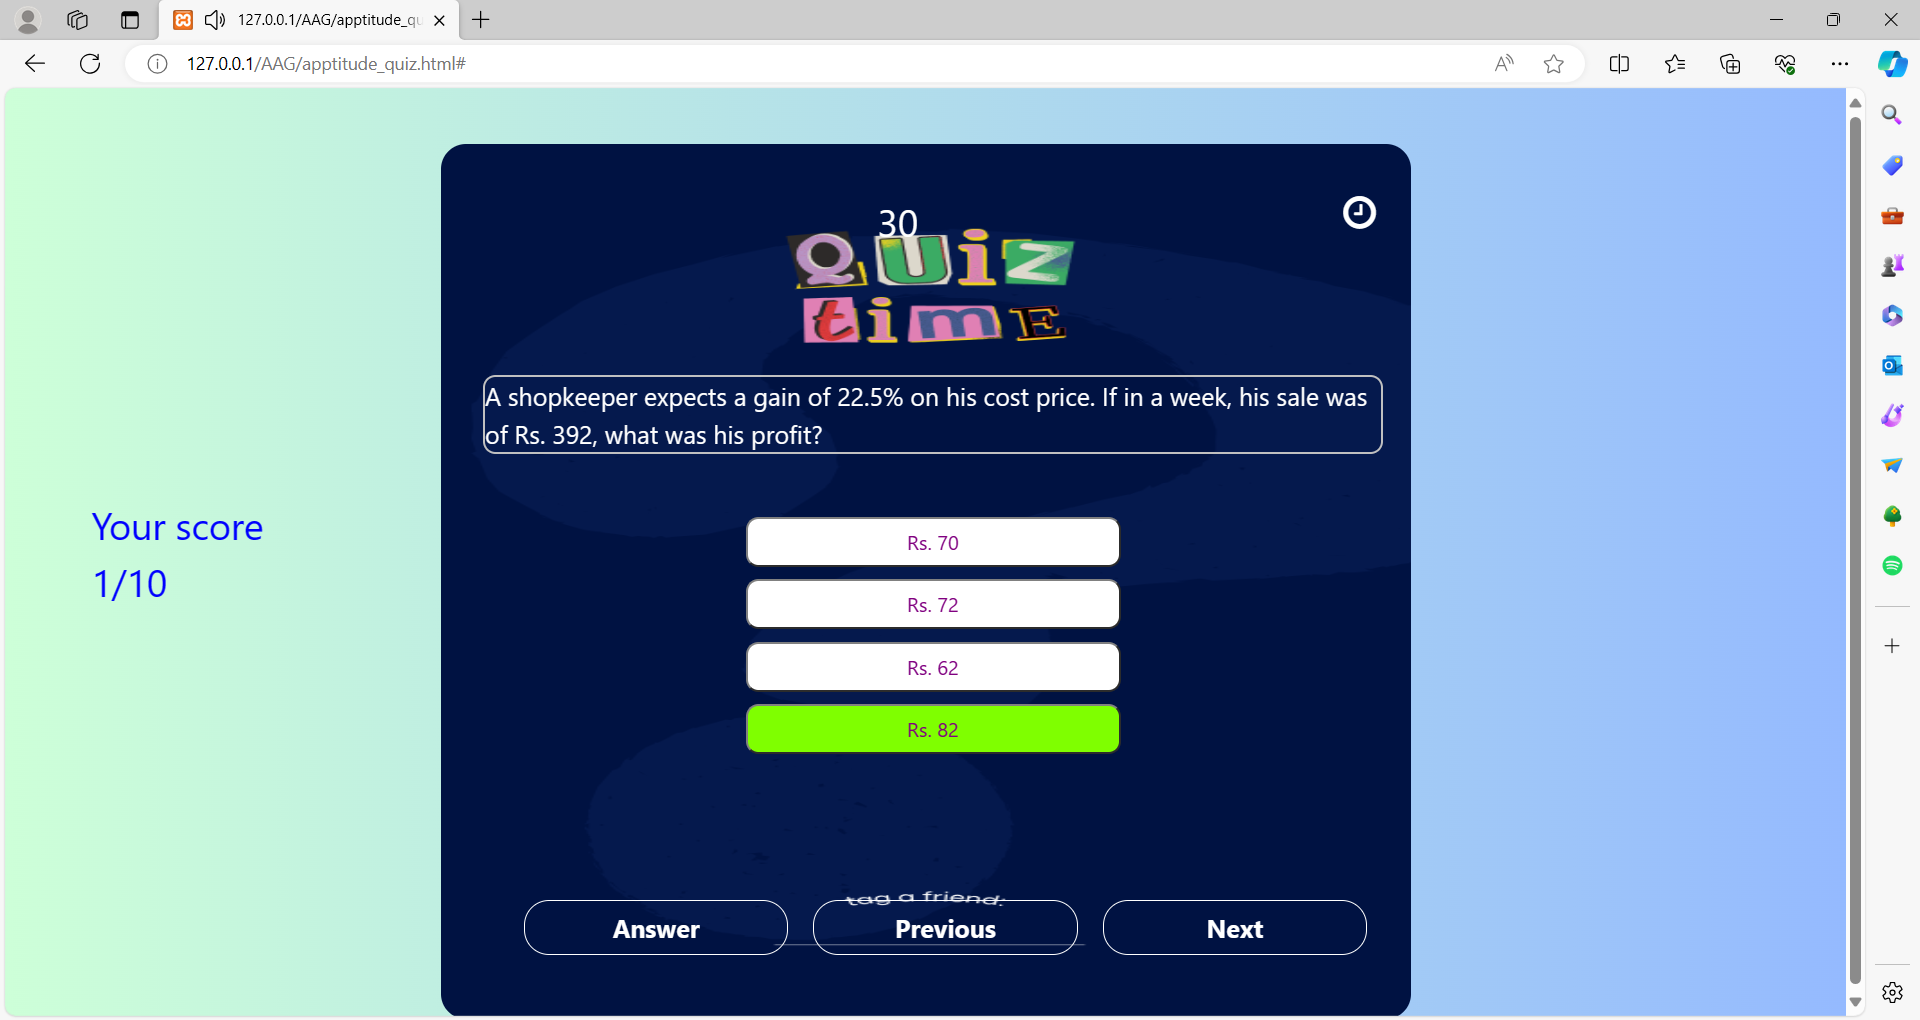 127.0.0.1/AAG/apptitude_qu
127.0.0.1/AAG/apptitude_quiz.html#
30
QUiz
timE
A shopkeeper expects a gain of 22.5% on his cost price. If in a week, his sale was
of Rs. 392, what was his profit?
Your score
1/10
Rs. 70
Rs. 72
Rs. 62
Rs. 82
tag a friend:
Answer
Previous
Next